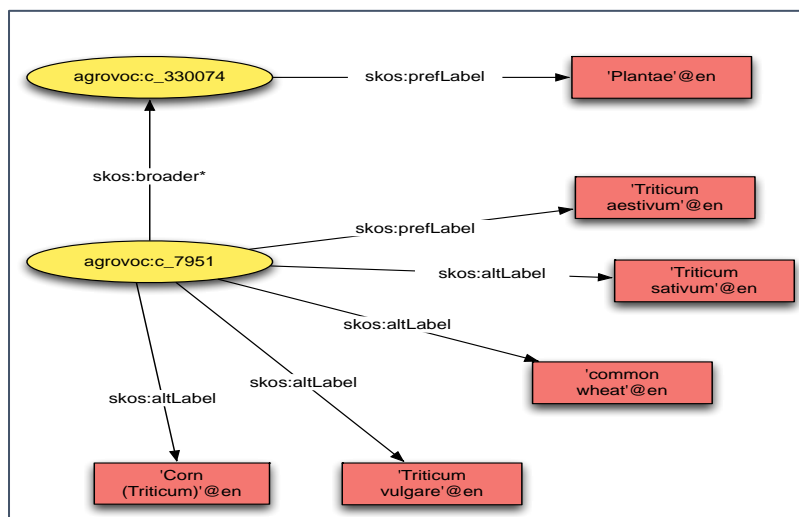 agrovoc:c_330074
skos:prefLabel
'Plantae'@en
skos:broader*
'Triticum
aestivum'@en
skos:prefLabel
agrovoc:c_7951
skos:altLabel
'Triticum
sativum'@en
skos:altLabel
'common
wheat'@en
skos:altLabel
skos:altLabel
'Corn
(Triticum)'@en
'Triticum
vulgare'@en